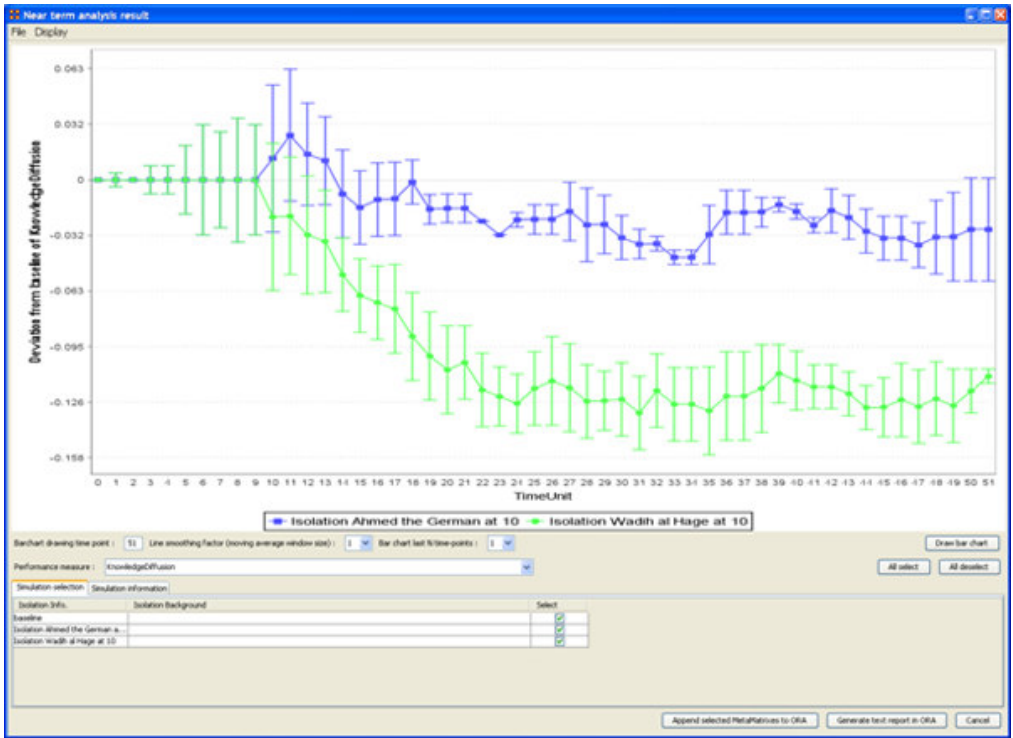 Near term analysis result
File Display
0.063
0.032
0
-0.032
-0.063
-0.095
-0.126
-0.158
Deviation from baseline of KnowledgeDiffusion
0 1 2 3 4 5 6 7 8 9 10 11 12 13 14 15 16 17 18 19 20 21 22 23 24 25 26 27 28 29 30 31 32 33 34 35 36 37 38 39 40 41 42 43 44 45 46 47 48 49 50 51
TimeUnit
Isolation Ahmed the German at 10 Isolation Wadih al Hage at 10
Barchart drawing time point : 51 Line smoothing factor (moving average window size) : 1 Bar chart last N time-points : 1 Draw bar chart
Performance measure : KnowledgeDiffusion All select All deselect
Simulation selection Simulation information
Isolation Info. Isolation Background Select
baseline
Isolation Ahmed the German a...
Isolation Wadih al Hage at 10
Append selected MetaMatrixes to ORA Generate text report in ORA Cancel